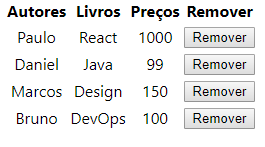 Autores Livros Preços Remover
Paulo React 1000 Remover
Daniel Java 99 Remover
Marcos Design 150 Remover
Bruno DevOps 100 Remover